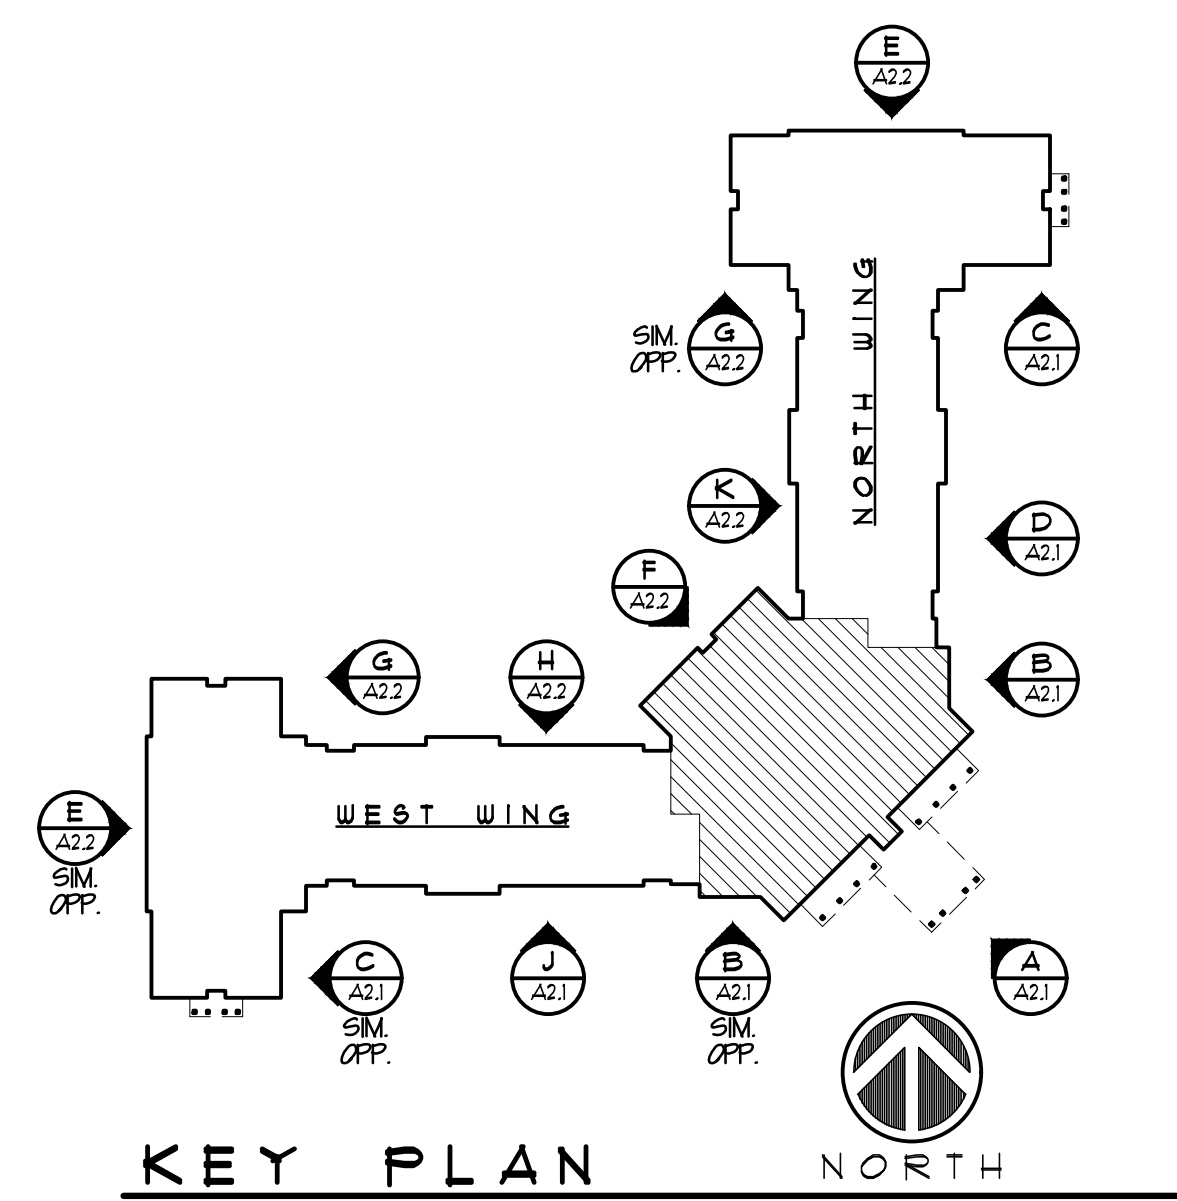 E
A2.2
SIM.
OPP.
G
A2.2
C
A2.1
NORTH WING
K
A2.2
D
A2.1
F
A2.2
G
A2.2
H
A2.2
B
A2.1
E
A2.2
SIM.
OPP.
WEST WING
C
A2.1
SIM.
OPP.
J
A2.1
B
A2.1
SIM.
OPP.
A
A2.1
KEY PLAN
NORTH